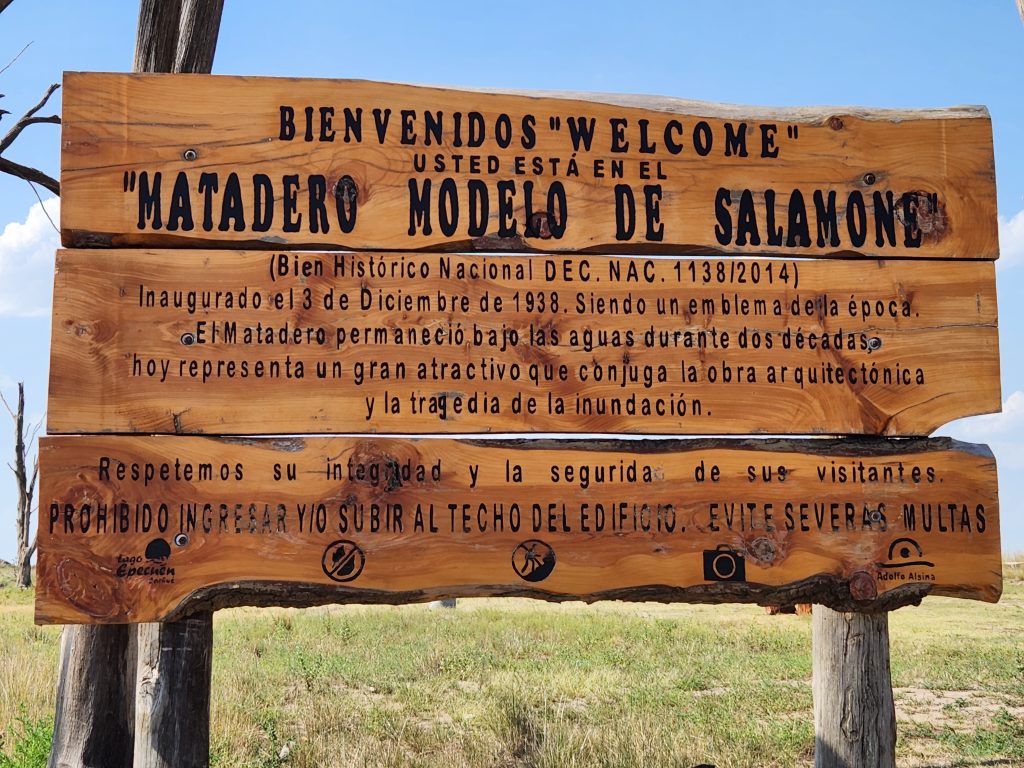 BIENVENIDOS "WELCOME"
USTED ESTÁ EN EL
"MATADERO MODELO DE SALAMONE"
(Bien Histórico Nacional DEC. NAC. 1138/2014)
Inaugurado el 3 de Diciembre de 1938. Siendo un emblema de la época.
El Matadero permaneció bajo las aguas durante dos décadas,
hoy representa un gran atractivo que conjuga la obra arquitectónica
y la tragedia de la inundación.
Respetemos su integridad y la seguridad de sus visitantes.
PROHIBIDO INGRESAR Y/O SUBIR AL TECHO DEL EDIFICIO. EVITE SEVERAS MULTAS
Lago
Epecuén
Adolfo Alsina